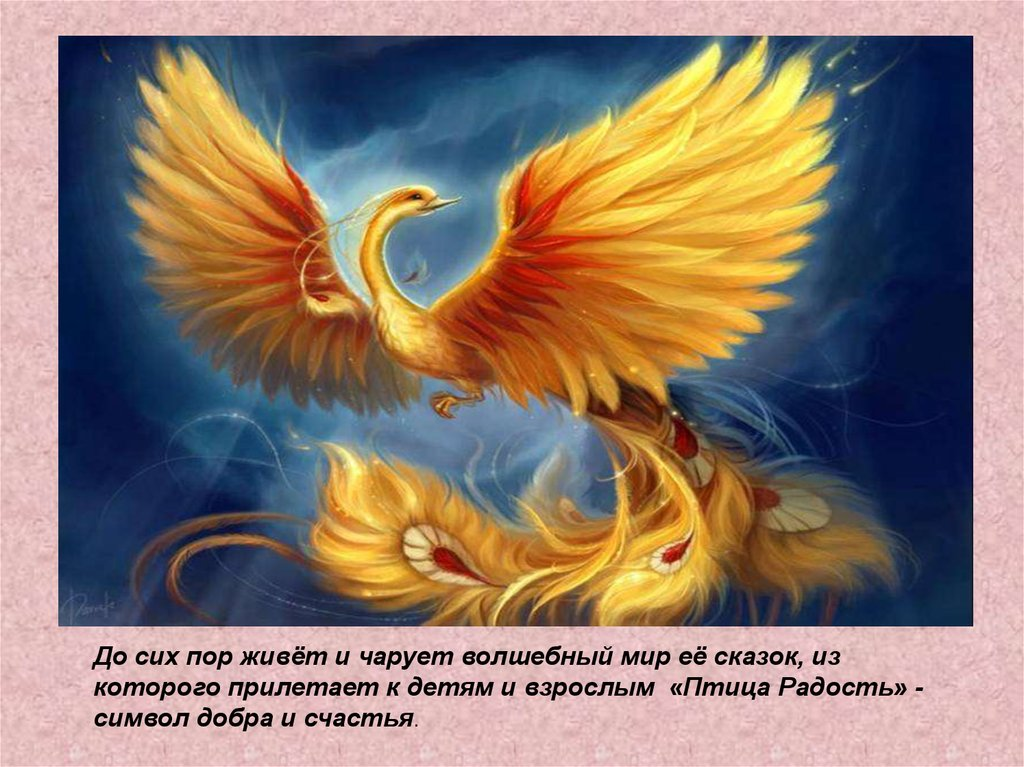 До сих пор живёт и чарует волшебный мир её сказок, из
которого прилетает к детям и взрослым «Птица Радость» -
символ добра и счастья.